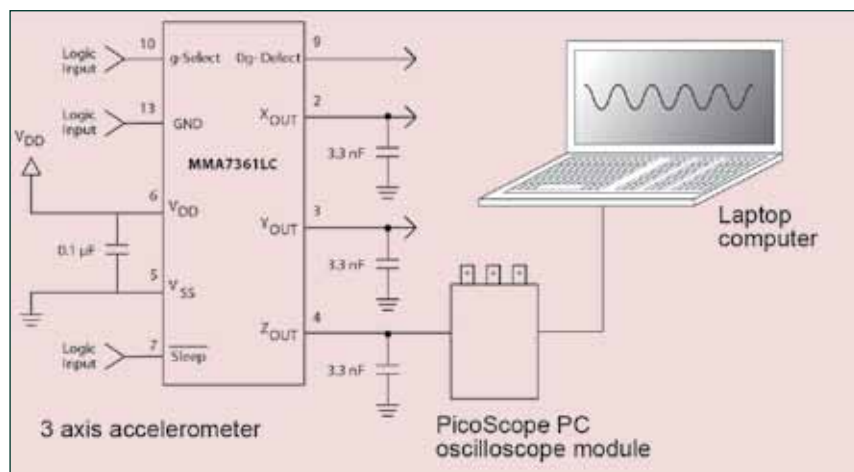 Logic
Input
10
g-Select
0g- Detect
9
Logic
Input
13
GND
2
XOUT
3.3 nF
VDD
MMA7361LC
6
VDD
3
YOUT
0.1 µF
3.3 nF
5
VSS
4
ZOUT
Logic
Input
7
Sleep
3.3 nF
3 axis accelerometer
PicoScope PC
oscilloscope module
Laptop
computer